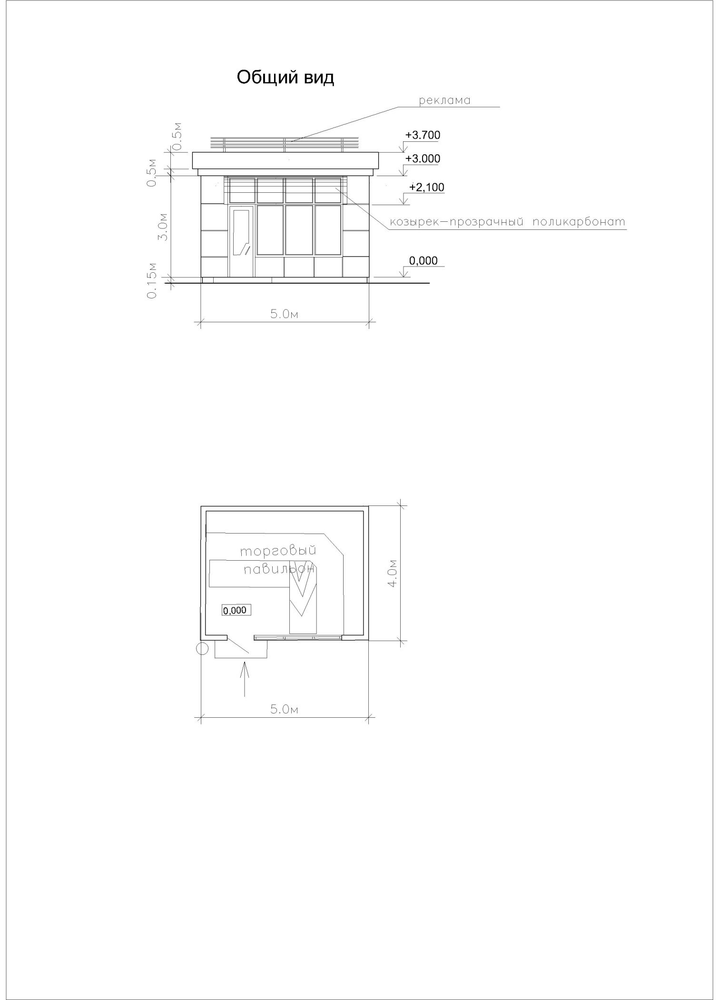 Общий вид
реклама
0.5м
+3.700
+3.000
0.5м
+2,100
козырек-прозрачный поликарбонат
3.0м
0,000
0.15м
5.0м
торговый
павильон
4.0м
0,000
5.0м